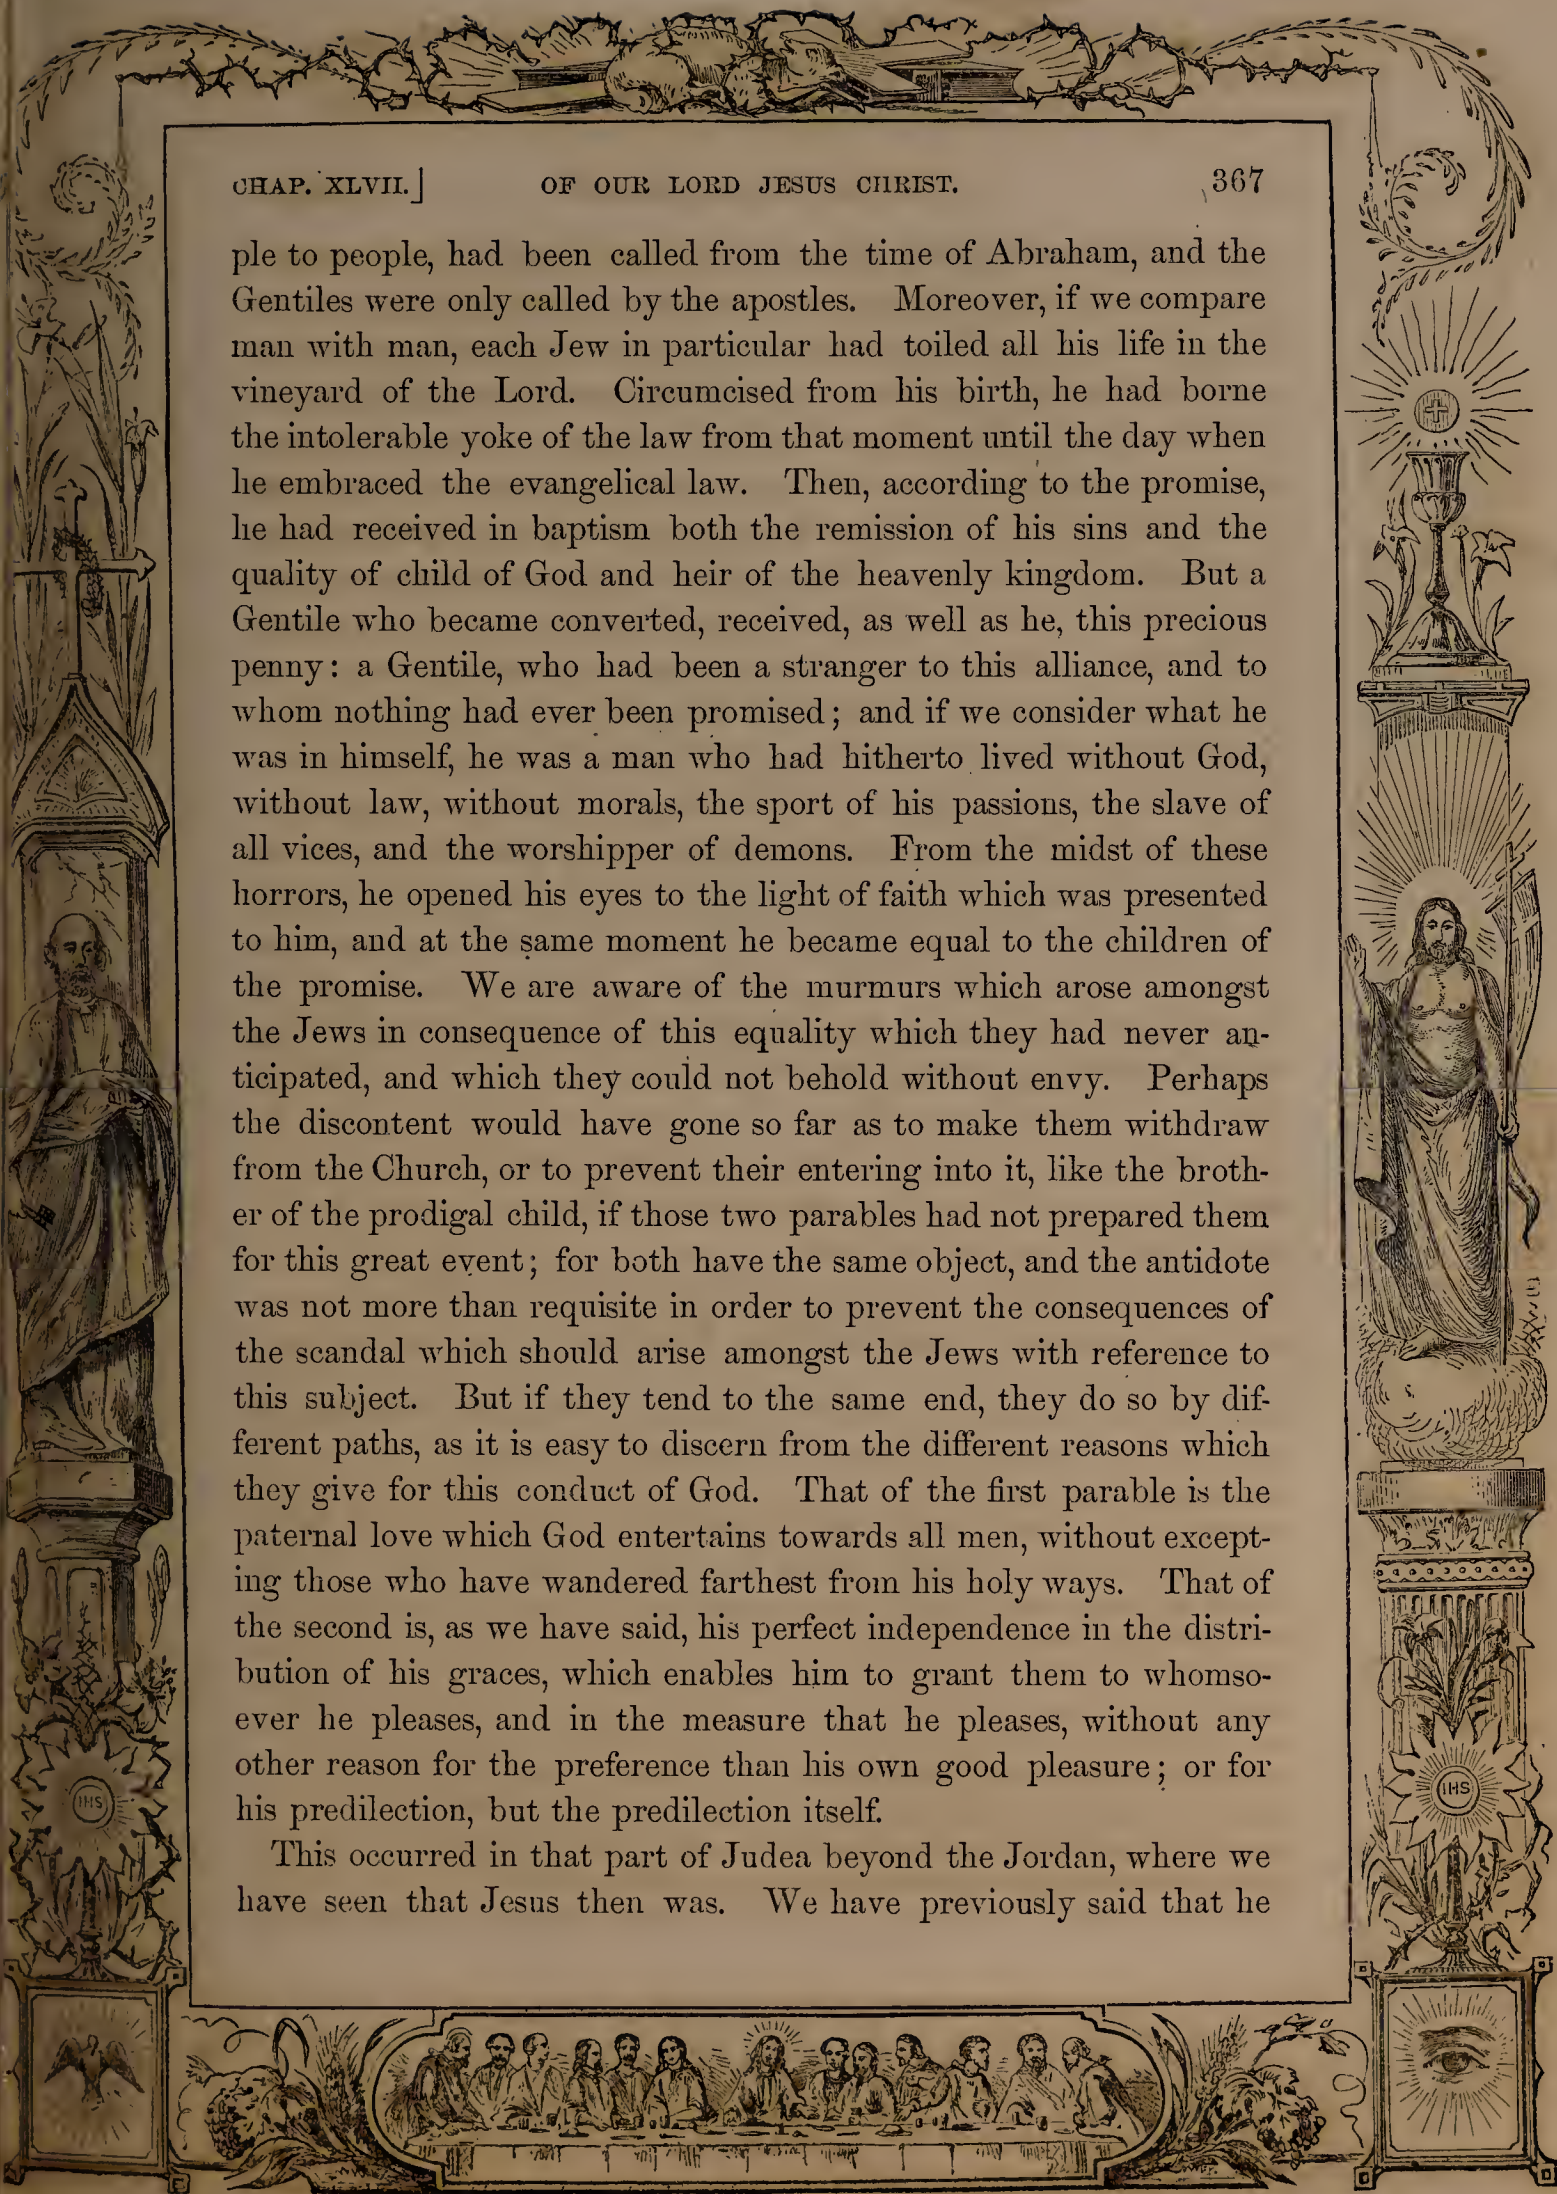 CHAP. XLVII.] OF OUR LORD JESUS CHRIST. 367
ple to people, had been called from the time of Abraham, and the
Gentiles were only called by the apostles. Moreover, if we compare
man with man, each Jew in particular had toiled all his life in the
vineyard of the Lord. Circumcised from his birth, he had borne
the intolerable yoke of the law from that moment until the day when
he embraced the evangelical law. Then, according to the promise,
he had received in baptism both the remission of his sins and the
quality of child of God and heir of the heavenly kingdom. But a
Gentile who became converted, received, as well as he, this precious
penny: a Gentile, who had been a stranger to this alliance, and to
whom nothing had ever been promised; and if we consider what he
was in himself, he was a man who had hitherto lived without God,
without law, without morals, the sport of his passions, the slave of
all vices, and the worshipper of demons. From the midst of these
horrors, he opened his eyes to the light of faith which was presented
to him, and at the same moment he became equal to the children of
the promise. We are aware of the murmurs which arose amongst
the Jews in consequence of this equality which they had never an-
ticipated, and which they could not behold without envy. Perhaps
the discontent would have gone so far as to make them withdraw
from the Church, or to prevent their entering into it, like the broth-
er of the prodigal child, if those two parables had not prepared them
for this great event; for both have the same object, and the antidote
was not more than requisite in order to prevent the consequences of
the scandal which should arise amongst the Jews with reference to
this subject. But if they tend to the same end, they do so by dif-
ferent paths, as it is easy to discern from the different reasons which
they give for this conduct of God. That of the first parable is the
paternal love which God entertains towards all men, without except-
ing those who have wandered farthest from his holy ways. That of
the second is, as we have said, his perfect independence in the distri-
bution of his graces, which enables him to grant them to whomso-
ever he pleases, and in the measure that he pleases, without any
other reason for the preference than his own good pleasure; or for
his predilection, but the predilection itself.
This occurred in that part of Judea beyond the Jordan, where we
have seen that Jesus then was. We have previously said that he
IHS
IHS